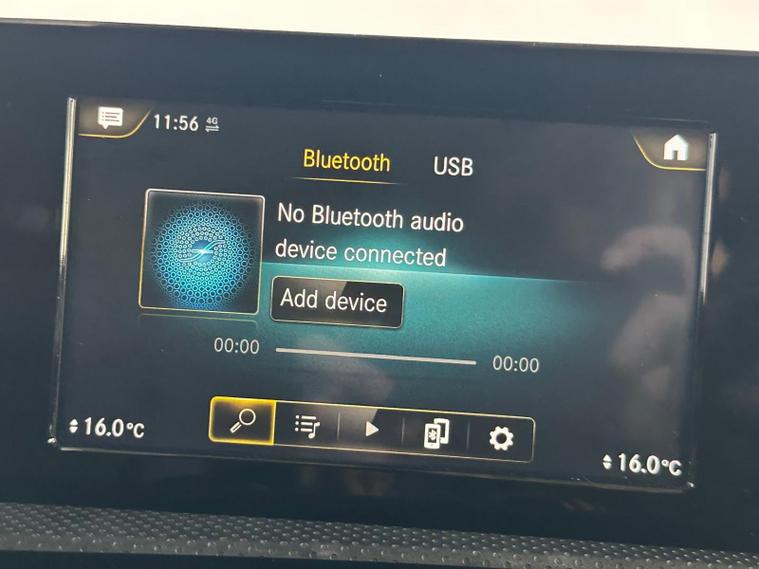 11:56 4G
Bluetooth USB
No Bluetooth audio
device connected
Add device
00:00 00:00
16.0°C 16.0°C